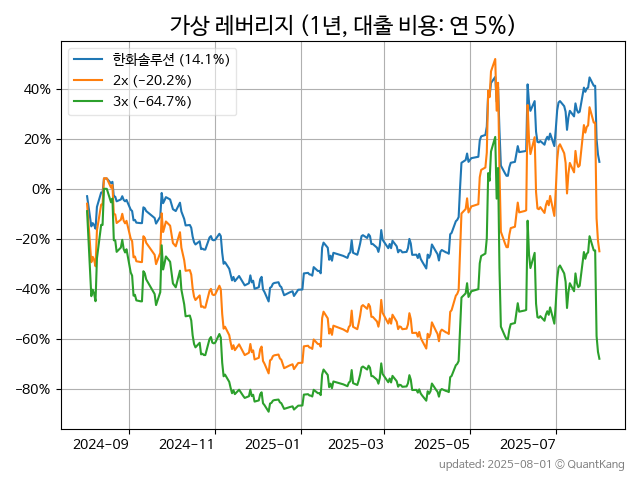 가상 레버리지 (1년, 대출 비용: 연 5%)
한화솔루션 (14.1%)
2x (−20.2%)
3x (−64.7%)
40%
20%
0%
−20%
−40%
−60%
−80%
2024-09
2024-11
2025-01
2025-03
2025-05
2025-07
updated: 2025-08-01 © QuantKang